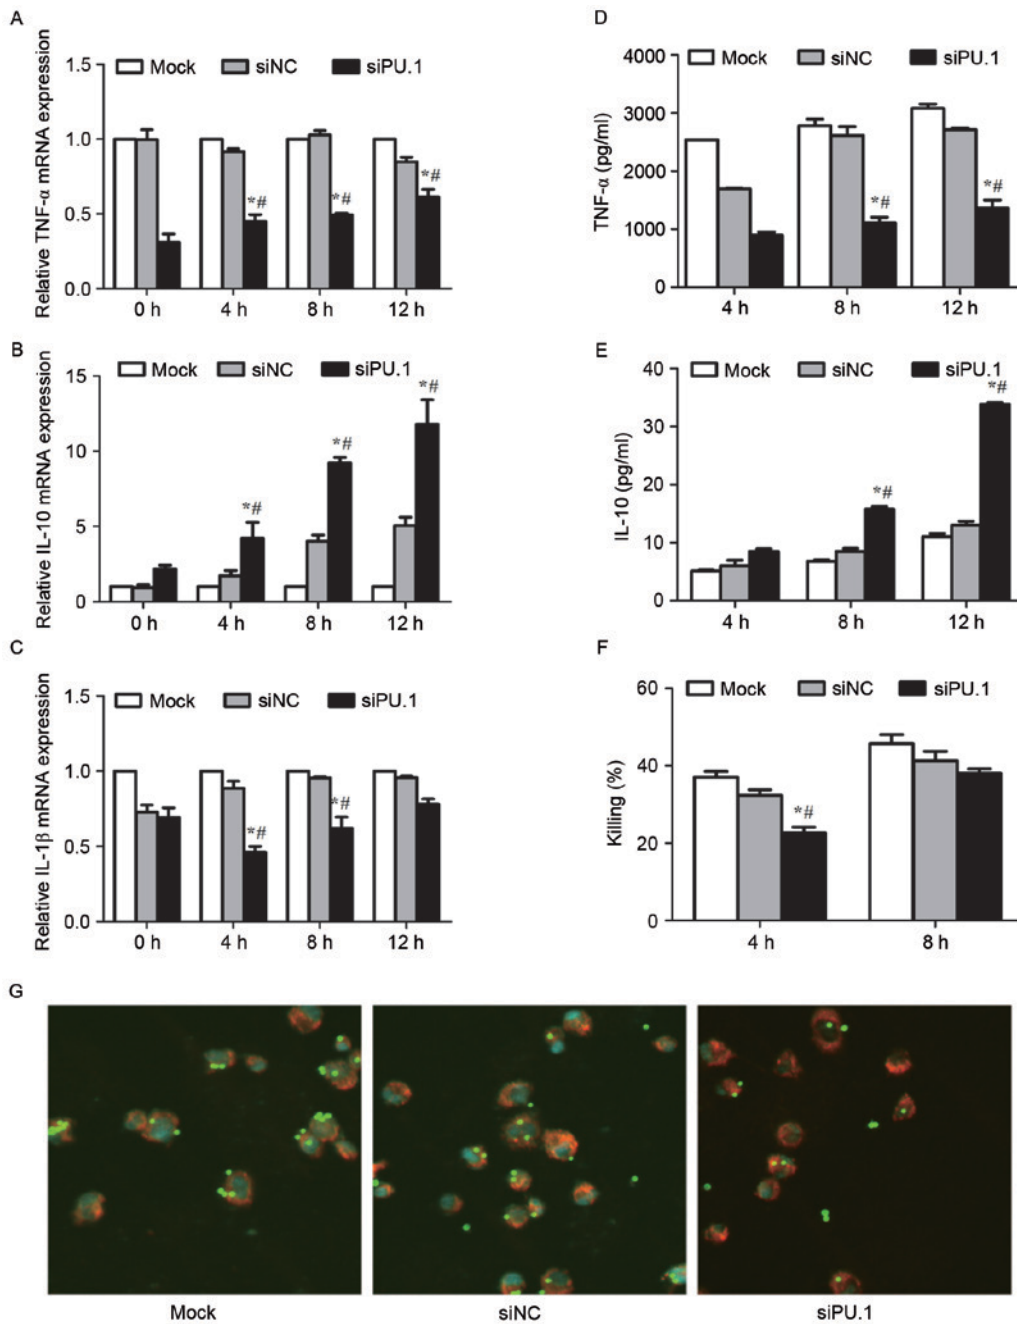 A
Relative TNF-α mRNA expression
Mock siNC siPU.1
1.5
1.0
0.5
0.0
*# *# *#
0 h 4 h 8 h 12 h
B
Relative IL-10 mRNA expression
Mock siNC siPU.1
15
10
5
0
*# *# *#
0 h 4 h 8 h 12 h
C
Relative IL-1β mRNA expression
Mock siNC siPU.1
1.5
1.0
0.5
0.0
*# *#
0 h 4 h 8 h 12 h
D
TNF-α (pg/ml)
Mock siNC siPU.1
4000
3000
2000
1000
0
*# *#
4 h 8 h 12 h
E
IL-10 (pg/ml)
Mock siNC siPU.1
40
30
20
10
0
*# *#
4 h 8 h 12 h
F
Killing (%)
Mock siNC siPU.1
60
40
20
0
*#
4 h 8 h
G
Mock siNC siPU.1